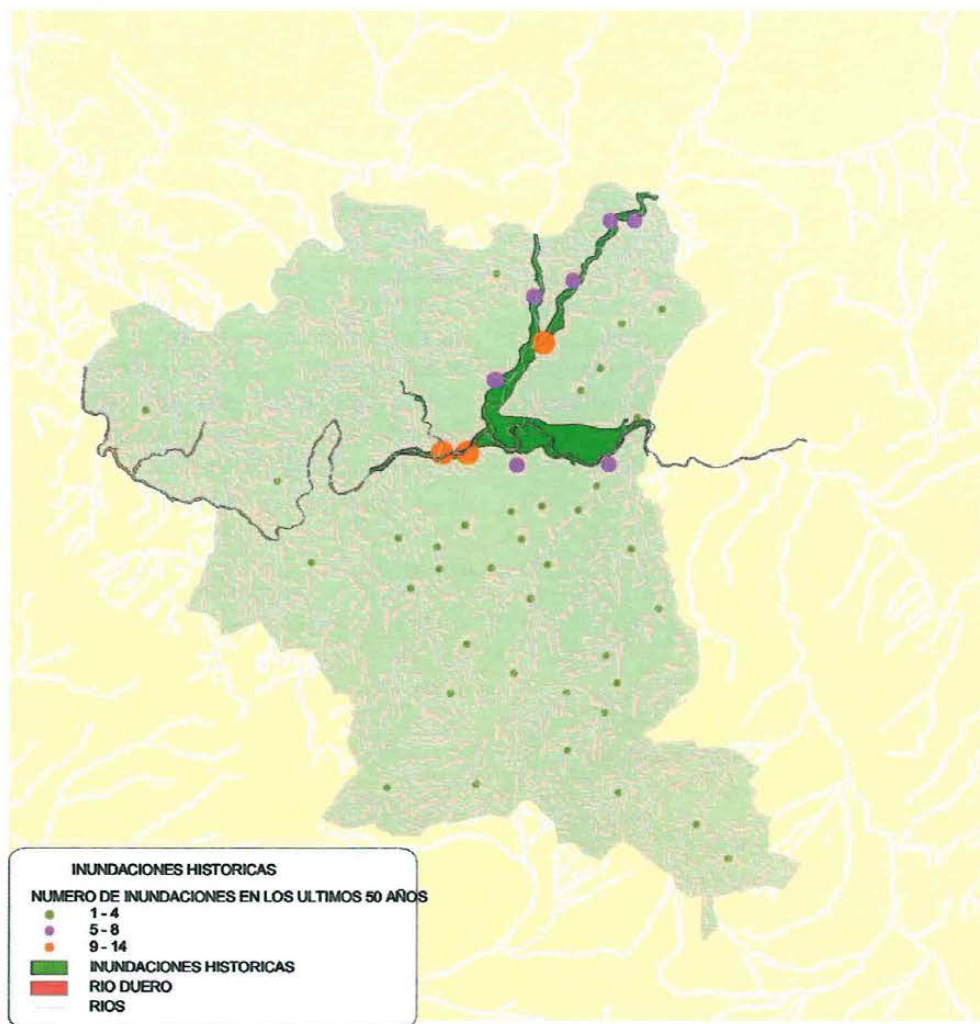 INUNDACIONES HISTORICAS
NUMERO DE INUNDACIONES EN LOS ULTIMOS 50 AÑOS
1 - 4
5 - 8
9 - 14
INUNDACIONES HISTORICAS
RIO DUERO
RIOS